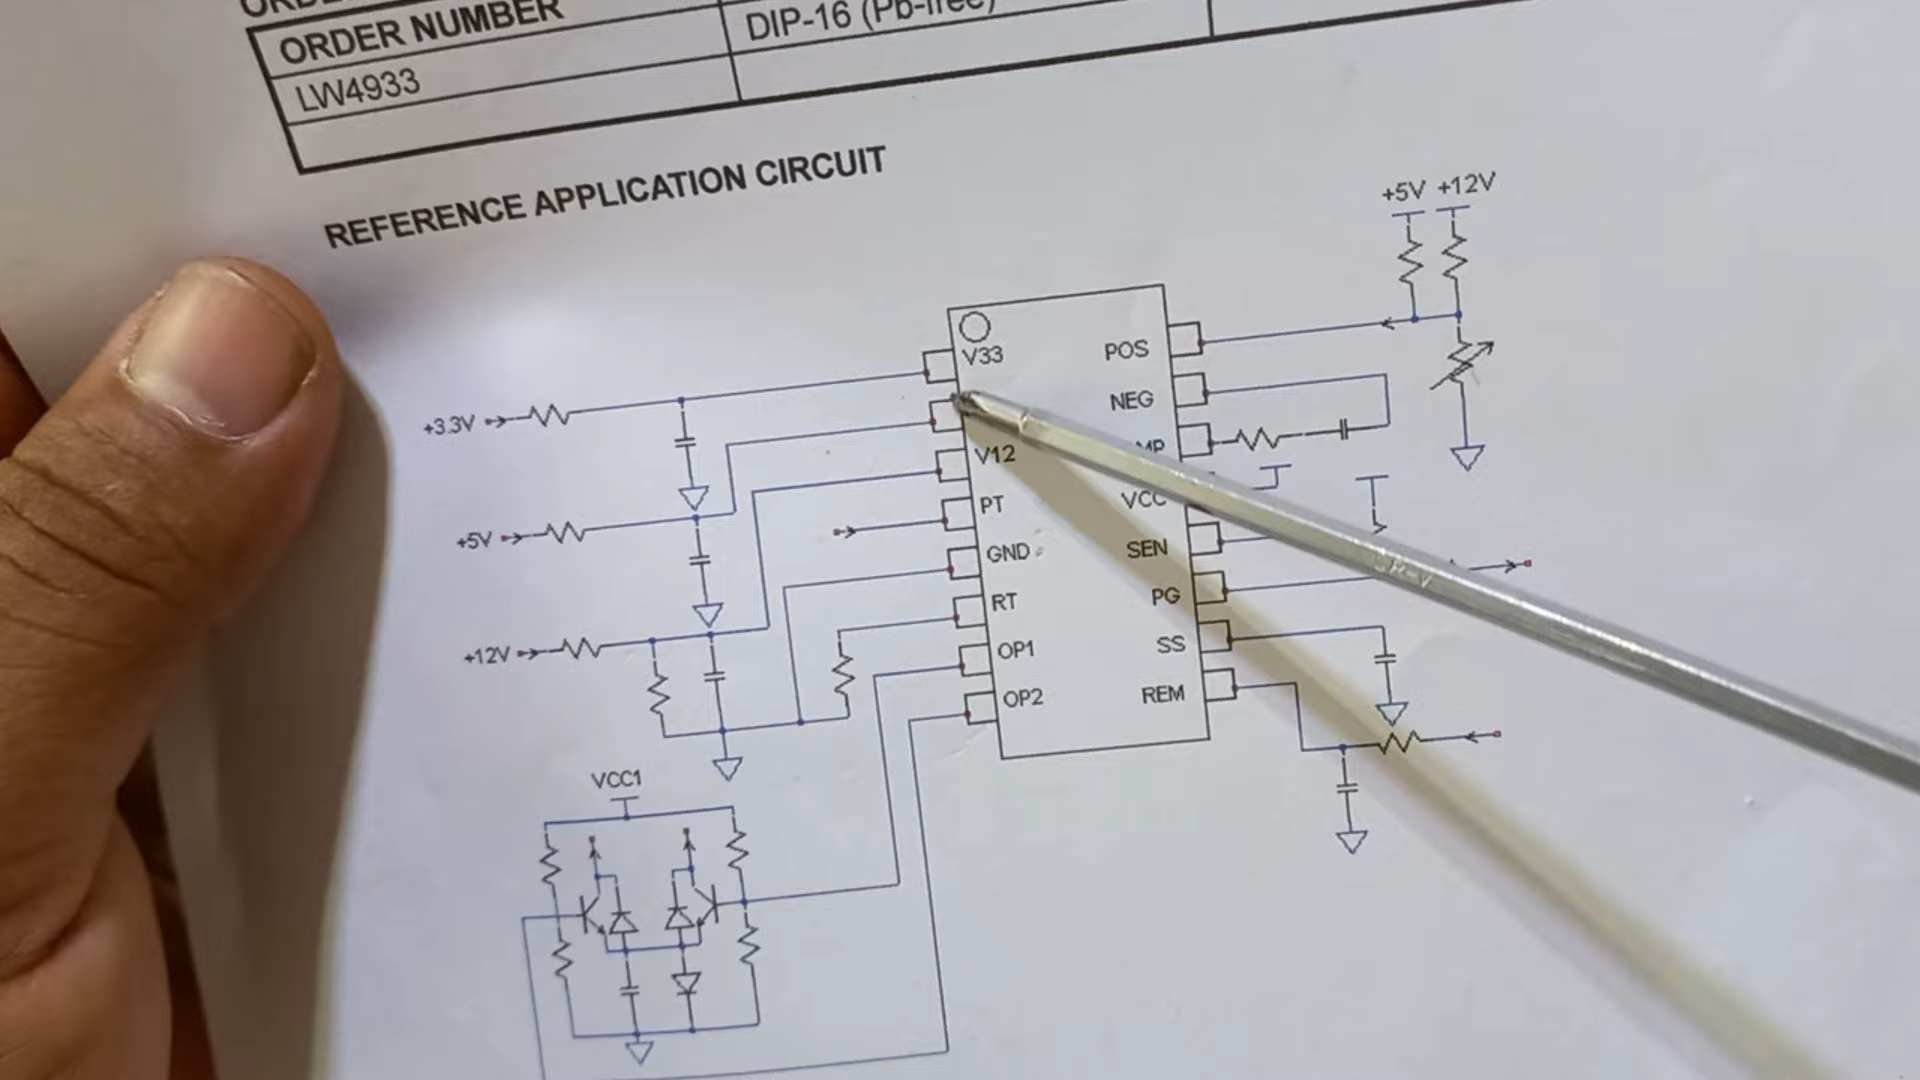 ORDER NUMBER
DIP-16 (Pb-free)
LW4933
REFERENCE APPLICATION CIRCUIT
+5V +12V
V33
POS
+3.3V
NEG
V12
VCC
PT
+5V
GND
SEN
RT
PG
+12V
OP1
SS
OP2
REM
VCC1